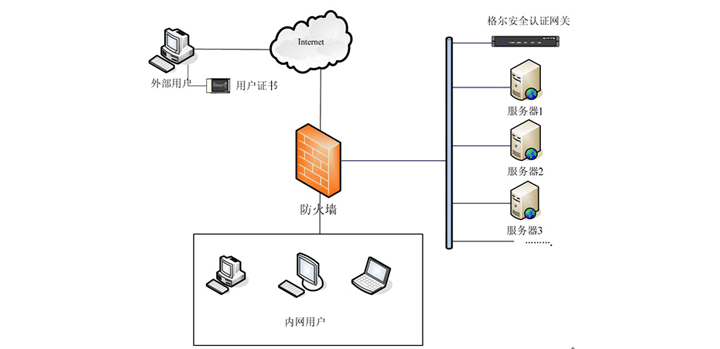 格尔安全认证网关
Internet
外部用户
用户证书
服务器1
服务器2
防火墙
服务器3
..........
内网用户